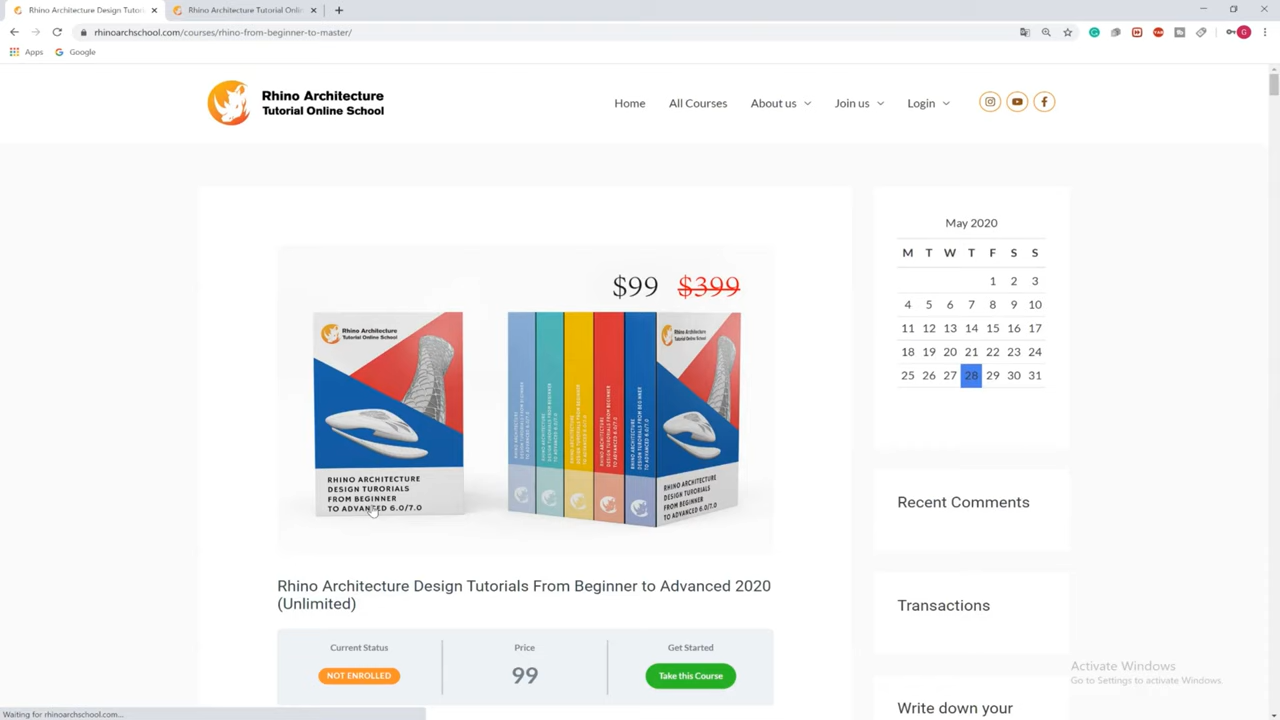 Rhino Architecture Design Tutori
Rhino Architecture Tutorial Onlin
rhinoarchschool.com/courses/rhino-from-beginner-to-master/
G
Apps
Google
Rhino Architecture
Tutorial Online School
Home
All Courses
About us
Join us
Login
$99 $399
Rhino Architecture
Tutorial Online School
RHINO ARCHITECTURE
DESIGN TURORIALS
FROM BEGINNER
TO ADVANCED 6.0/7.0
Rhino Architecture
Tutorial Online School
RHINO ARCHITECTURE
DESIGN TURORIALS
FROM BEGINNER
TO ADVANCED 6.0/7.0
Rhino Architecture Design Tutorials From Beginner to Advanced 2020
(Unlimited)
Current Status
NOT ENROLLED
Price
99
Get Started
Take this Course
May 2020
M T W T F S S
1 2 3
4 5 6 7 8 9 10
11 12 13 14 15 16 17
18 19 20 21 22 23 24
25 26 27 28 29 30 31
Recent Comments
Transactions
Write down your
Activate Windows
Go to Settings to activate Windows.
Waiting for rhinoarchschool.com...